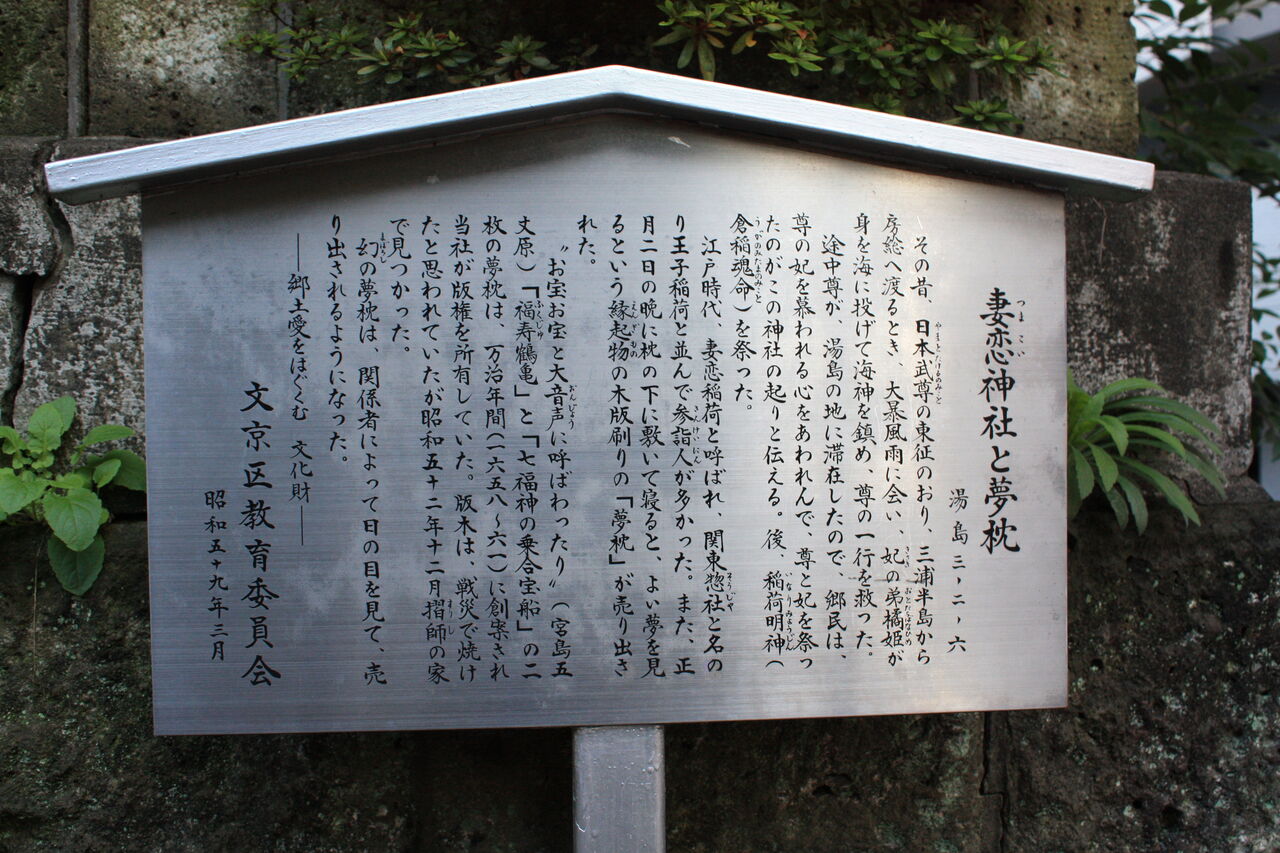 妻恋神社と夢枕
湯島三、二、六
その昔、日本武尊の東征のおり、三浦半島から
房総へ渡るとき、大暴風雨に会い、妃の弟橘姫が
身を海に投げて海神を鎮め、尊の一行を救った。
途中尊が、湯島の地に滞在したので、郷民は、
尊の妃を慕われる心をあわれんで、尊と妃を祭っ
たのがこの神社の起りと伝える。後、稲荷明神（
倉稲魂命）を祭った。
江戸時代、妻恋稲荷と呼ばれ、関東惣社と名の
り王子稲荷と並んで参詣人が多かった。また、正
月二日の晩に枕の下に敷いて寝ると、よい夢を見
るという縁起物の木版刷りの「夢枕」が売り出さ
れた。
〝お宝お宝と大音声に呼ばわったり〟（宮島五
丈原）「福寿鶴亀」と「七福神の乗合宝船」の二
枚の夢枕は、万治年間（一六五八～六一）に創案され
当社が版権を所有していた。版木は、戦災で焼け
たと思われていたが昭和五十二年十二月摺師の家
で見つかった。
幻の夢枕は、関係者によって日の目を見て、売
り出されるようになった。
――郷土愛をはぐくむ 文化財――
文京区教育委員会
昭和五十九年三月